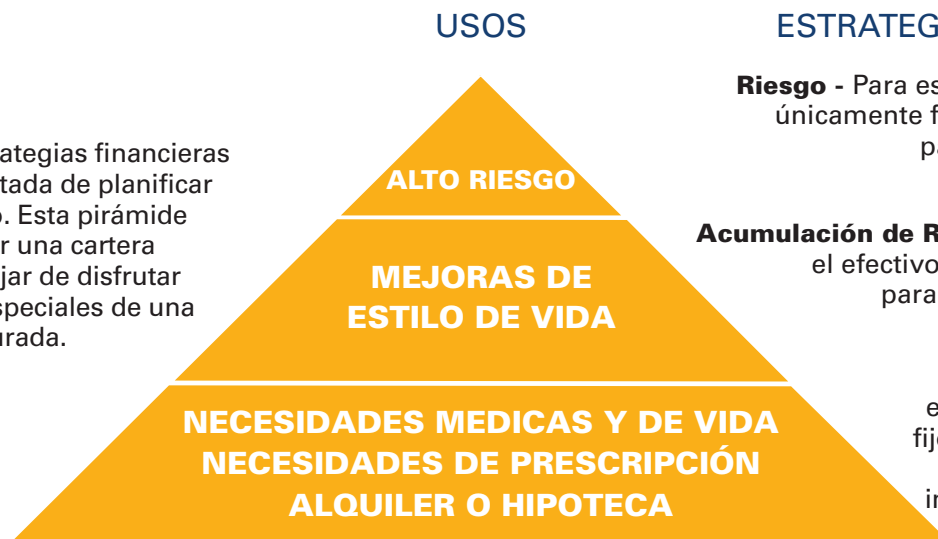 USOS
ESTRATEG
rategias financieras
tada de planificar
o. Esta pirámide
r una cartera
jar de disfrutar
speciales de una
urada.
ALTO RIESGO
MEJORAS DE
ESTILO DE VIDA
NECESIDADES MEDICAS Y DE VIDA
NECESIDADES DE PRESCRIPCIÓN
ALQUILER O HIPOTECA
Riesgo - Para es
únicamente f
pa
Acumulación de R
el efectivo
para
e
fij
in